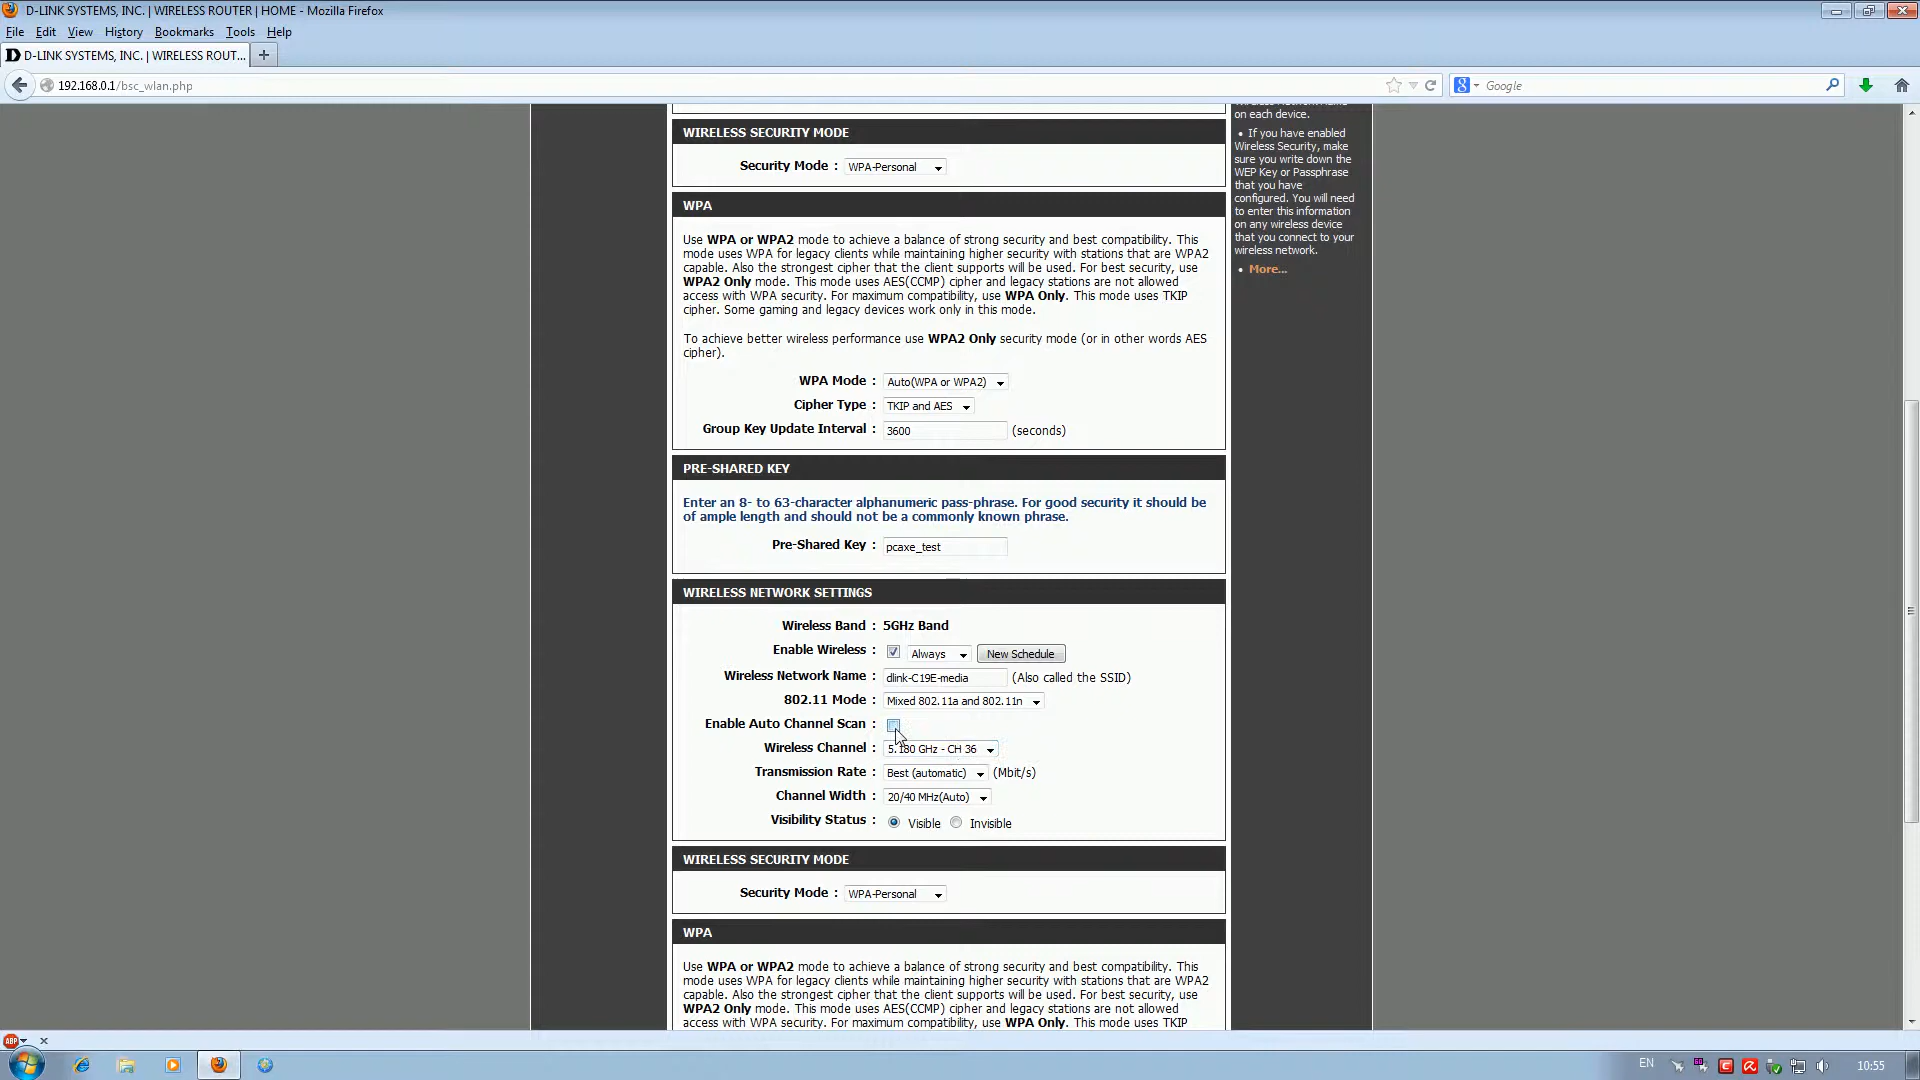 D-LINK SYSTEMS, INC. | WIRELESS ROUTER | HOME - Mozilla Firefox
File Edit View History Bookmarks Tools Help
D D-LINK SYSTEMS, INC. | WIRELESS ROUT... +
192.168.0.1/bsc_wlan.php
8 Google
on each device.
• If you have enabled
Wireless Security, make
sure you write down the
WEP Key or Passphrase
that you have
configured. You will need
to enter this information
on any wireless device
that you connect to your
wireless network.
• More...
WIRELESS SECURITY MODE
Security Mode : WPA-Personal
WPA
Use WPA or WPA2 mode to achieve a balance of strong security and best compatibility. This
mode uses WPA for legacy clients while maintaining higher security with stations that are WPA2
capable. Also the strongest cipher that the client supports will be used. For best security, use
WPA2 Only mode. This mode uses AES(CCMP) cipher and legacy stations are not allowed
access with WPA security. For maximum compatibility, use WPA Only. This mode uses TKIP
cipher. Some gaming and legacy devices work only in this mode.
To achieve better wireless performance use WPA2 Only security mode (or in other words AES
cipher).
WPA Mode : Auto(WPA or WPA2)
Cipher Type : TKIP and AES
Group Key Update Interval : 3600 (seconds)
PRE-SHARED KEY
Enter an 8- to 63-character alphanumeric pass-phrase. For good security it should be
of ample length and should not be a commonly known phrase.
Pre-Shared Key : pcaxe_test
WIRELESS NETWORK SETTINGS
Wireless Band : 5GHz Band
Enable Wireless : Always New Schedule
Wireless Network Name : dlink-C19E-media (Also called the SSID)
802.11 Mode : Mixed 802.11a and 802.11n
Enable Auto Channel Scan :
Wireless Channel : 5.180 GHz - CH 36
Transmission Rate : Best (automatic) (Mbit/s)
Channel Width : 20/40 MHz(Auto)
Visibility Status : Visible Invisible
WIRELESS SECURITY MODE
Security Mode : WPA-Personal
WPA
Use WPA or WPA2 mode to achieve a balance of strong security and best compatibility. This
mode uses WPA for legacy clients while maintaining higher security with stations that are WPA2
capable. Also the strongest cipher that the client supports will be used. For best security, use
WPA2 Only mode. This mode uses AES(CCMP) cipher and legacy stations are not allowed
access with WPA security. For maximum compatibility, use WPA Only. This mode uses TKIP
ABP
EN 10:55